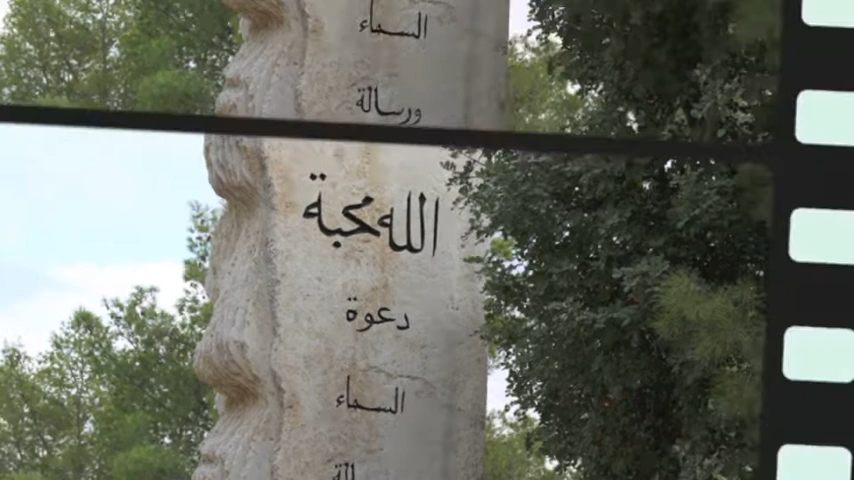 السماء
ورسالة
الله محبة
دعوة
السماء